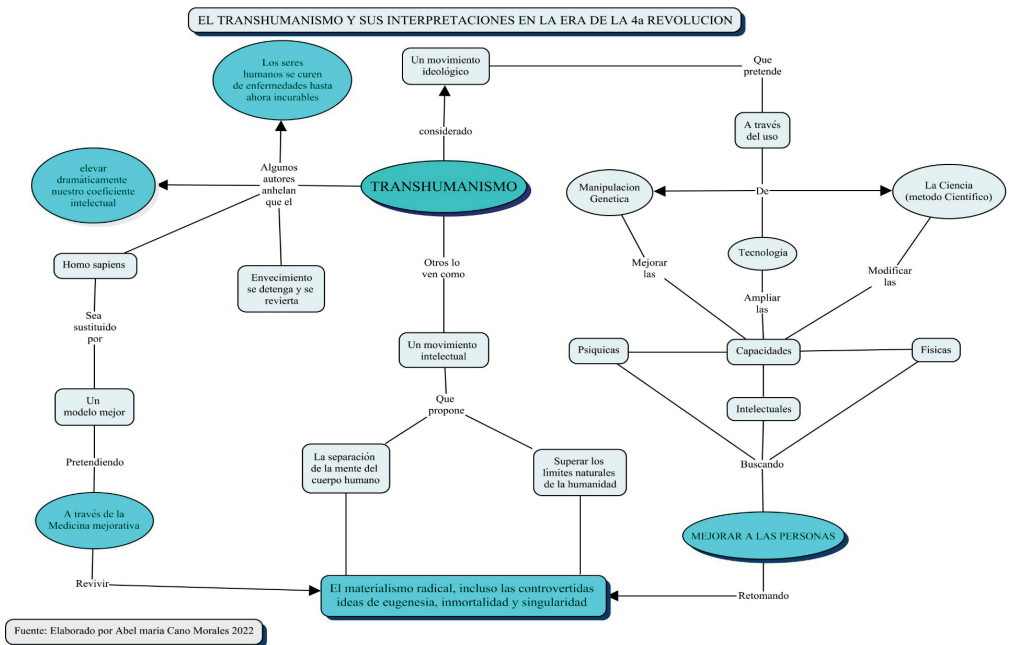 EL TRANSHUMANISMO Y SUS INTERPRETACIONES EN LA ERA DE LA 4a REVOLUCION
Los seres
humanos se curen
de enfermedades hasta
ahora incurables
Un movimiento
ideológico
Que
pretende
A través
del uso
considerado
elevar
dramáticamente
nuestro coeficiente
intelectual
Algunos
autores
anhelan
que el
TRANSHUMANISMO
Manipulacion
Genetica
De
La Ciencia
(metodo Cientifico)
Homo sapiens
Envecimiento
se detenga y se
revierta
Otros lo
ven como
Mejorar
las
Tecnologia
Modificar
las
Ampliar
las
Sea
sustituido
por
Un movimiento
intelectual
Psiquicas
Capacidades
Fisicas
Un
modelo mejor
Que
propone
Intelectuales
Pretendiendo
La separación
de la mente del
cuerpo humano
Superar los
limites naturales
de la humanidad
Buscando
A través de la
Medicina mejorativa
MEJORAR A LAS PERSONAS
Revivir
El materialismo radical, incluso las controvertidas
ideas de eugenesia, inmortalidad y singularidad
Retomando
Fuente: Elaborado por Abel maria Cano Morales 2022